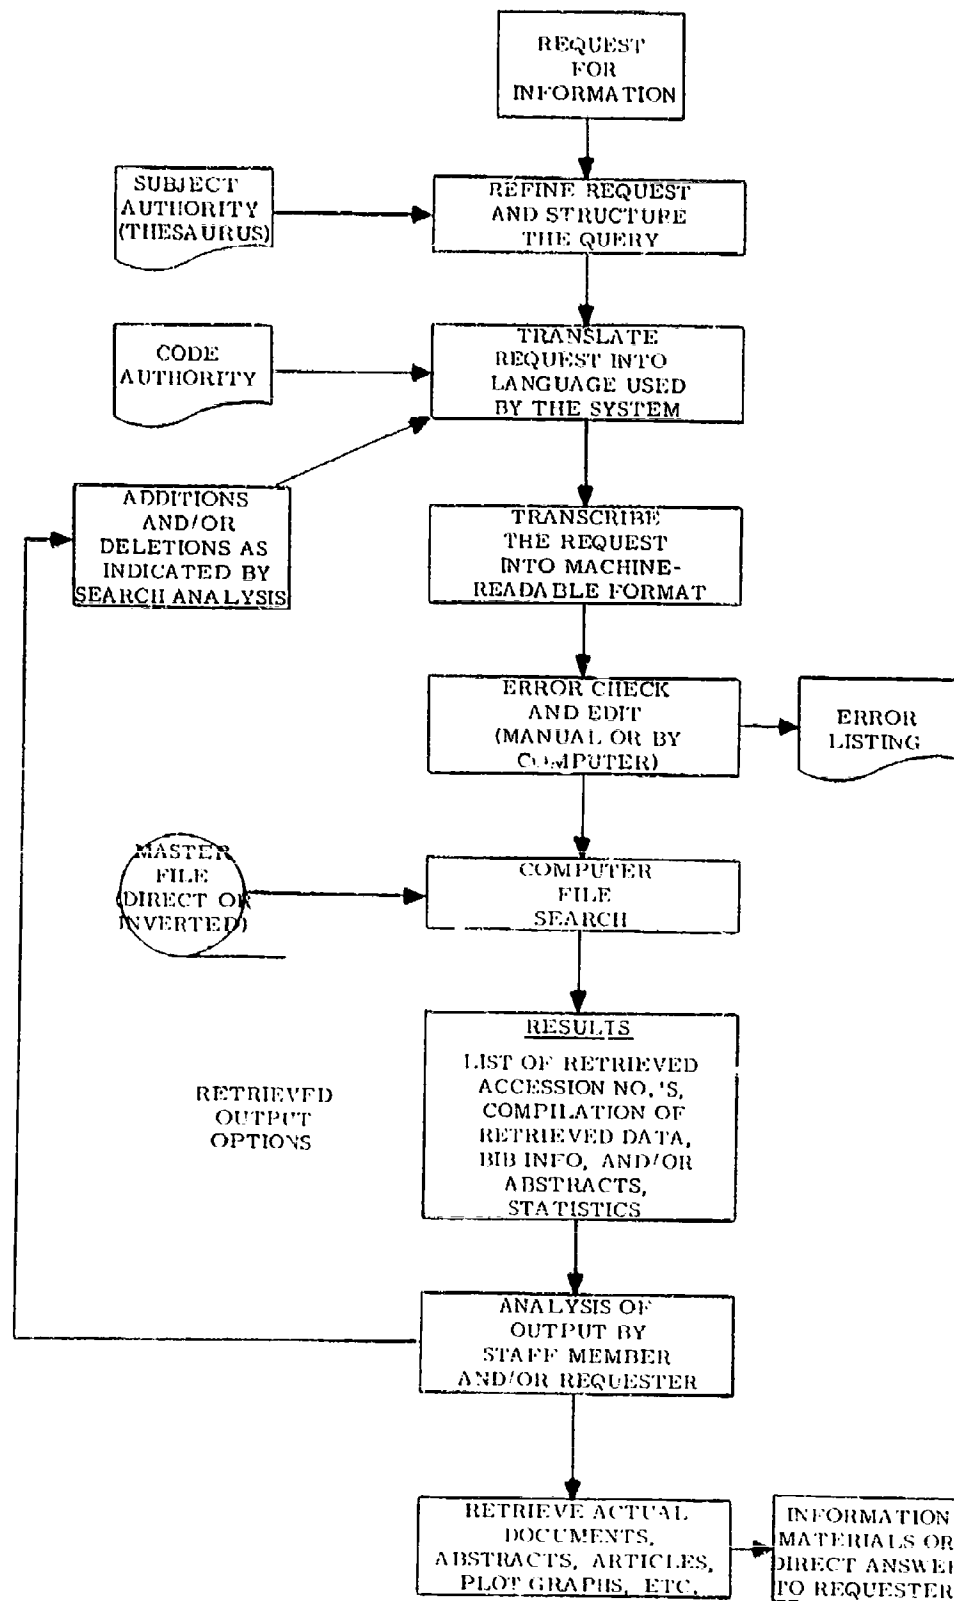 REQUEST
FOR
INFORMATION
SUBJECT
AUTHORITY
(THESAURUS)
REFINE REQUEST
AND STRUCTURE
THE QUERY
CODE
AUTHORITY
TRANSLATE
REQUEST INTO
LANGUAGE USED
BY THE SYSTEM
ADDITIONS
AND/OR
DELETIONS AS
INDICATED BY
SEARCH ANALYSIS
TRANSCRIBE
THE REQUEST
INTO MACHINE-
READABLE FORMAT
ERROR CHECK
AND EDIT
(MANUAL OR BY
COMPUTER)
ERROR
LISTING
MASTER
FILE
(DIRECT OR
INVERTED)
COMPUTER
FILE
SEARCH
RESULTS
LIST OF RETRIEVED
ACCESSION NO.'S,
COMPILATION OF
RETRIEVED DATA,
BIB INFO, AND/OR
ABSTRACTS,
STATISTICS
RETRIEVED
OUTPUT
OPTIONS
ANALYSIS OF
OUTPUT BY
STAFF MEMBER
AND/OR REQUESTER
RETRIEVE ACTUAL
DOCUMENTS,
ABSTRACTS, ARTICLES,
PLOT GRAPHS, ETC.
INFORMATION
MATERIALS OR
DIRECT ANSWER
TO REQUESTER